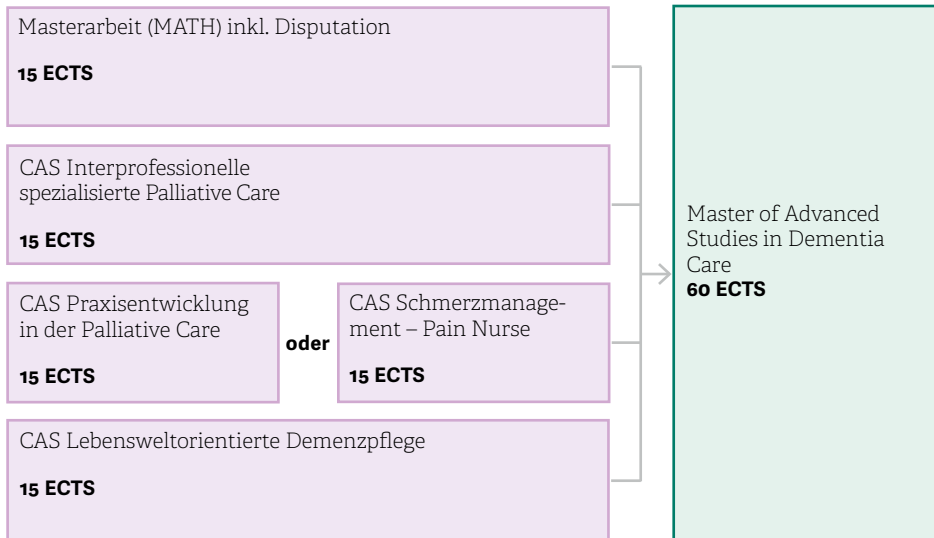 Masterarbeit (MATH) inkl. Disputation
15 ECTS
CAS Interprofessionelle
spezialisierte Palliative Care
15 ECTS
CAS Praxisentwicklung
in der Palliative Care
15 ECTS
oder
CAS Schmerzmanage-
ment – Pain Nurse
15 ECTS
CAS Lebensweltorientierte Demenzpflege
15 ECTS
Master of Advanced
Studies in Dementia
Care
60 ECTS